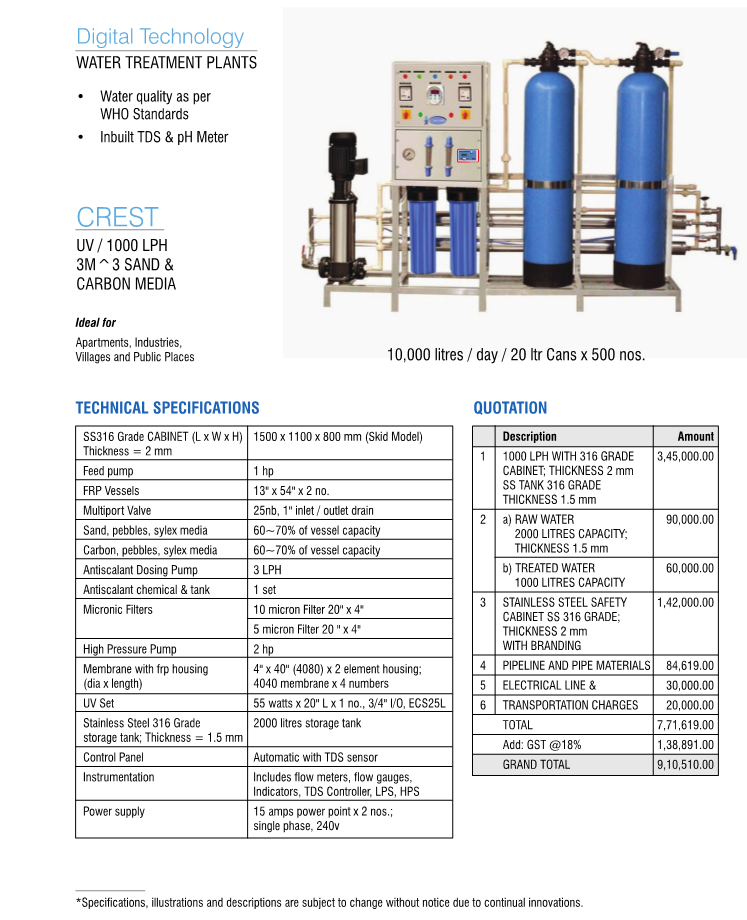 Digital Technology
WATER TREATMENT PLANTS
• Water quality as per
WHO Standards
• Inbuilt TDS & pH Meter
CREST
UV / 1000 LPH
3M^3 SAND &
CARBON MEDIA
Ideal for
Apartments, Industries,
Villages and Public Places
10,000 litres / day / 20 ltr Cans x 500 nos.
TECHNICAL SPECIFICATIONS
SS316 Grade CABINET (L x W x H) 1500 x 1100 x 800 mm (Skid Model)
Thickness = 2 mm
Feed pump 1 hp
FRP Vessels 13" x 54" x 2 no.
Multiport Valve 25nb, 1" inlet / outlet drain
Sand, pebbles, sylex media 60~70% of vessel capacity
Carbon, pebbles, sylex media 60~70% of vessel capacity
Antiscalant Dosing Pump 3 LPH
Antiscalant chemical & tank 1 set
Micronic Filters 10 micron Filter 20" x 4"
5 micron Filter 20 " x 4"
High Pressure Pump 2 hp
Membrane with frp housing 4" x 40" (4080) x 2 element housing;
(dia x length) 4040 membrane x 4 numbers
UV Set 55 watts x 20" L x 1 no., 3/4" I/O, ECS25L
Stainless Steel 316 Grade 2000 litres storage tank
storage tank; Thickness = 1.5 mm
Control Panel Automatic with TDS sensor
Instrumentation Includes flow meters, flow gauges,
Indicators, TDS Controller, LPS, HPS
Power supply 15 amps power point x 2 nos.;
single phase, 240v
QUOTATION
Description Amount
1 1000 LPH WITH 316 GRADE 3,45,000.00
CABINET; THICKNESS 2 mm
SS TANK 316 GRADE
THICKNESS 1.5 mm
2 a) RAW WATER 90,000.00
2000 LITRES CAPACITY;
THICKNESS 1.5 mm
b) TREATED WATER 60,000.00
1000 LITRES CAPACITY
3 STAINLESS STEEL SAFETY 1,42,000.00
CABINET SS 316 GRADE;
THICKNESS 2 mm
WITH BRANDING
4 PIPELINE AND PIPE MATERIALS 84,619.00
5 ELECTRICAL LINE & 30,000.00
6 TRANSPORTATION CHARGES 20,000.00
TOTAL 7,71,619.00
Add: GST @18% 1,38,891.00
GRAND TOTAL 9,10,510.00
*Specifications, illustrations and descriptions are subject to change without notice due to continual innovations.